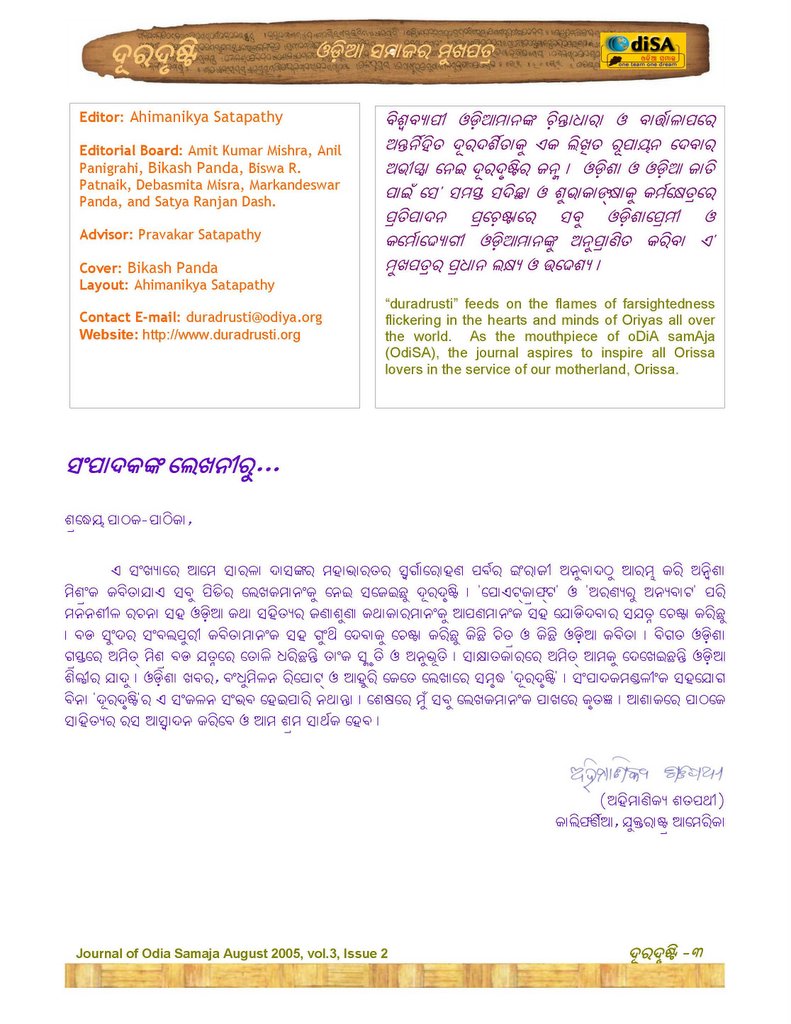 ଦୂରଦୃଷ୍ଟି
ଓଡ଼ିଆ ସମାଜର ମୁଖପତ୍ର
diSA
ଓଡ଼ିଆ ସମାଜ
one team one dream
Editor: Ahimanikya Satapathy
Editorial Board: Amit Kumar Mishra, Anil
Panigrahi, Bikash Panda, Biswa R.
Patnaik, Debasmita Misra, Markandeswar
Panda, and Satya Ranjan Dash.
Advisor: Pravakar Satapathy
Cover: Bikash Panda
Layout: Ahimanikya Satapathy
Contact E-mail: duradrusti@odiya.org
Website: http://www.duradrusti.org
ବିଶ୍ୱବ୍ୟାପୀ ଓଡ଼ିଆମାନଙ୍କ ଚିନ୍ତାଧାରା ଓ ବାର୍ତ୍ତାଳାପରେ
ଅନ୍ତର୍ନିହିତ ଦୂରଦର୍ଶିତାକୁ ଏକ ଲିଖିତ ରୂପାୟନ ଦେବାର
ଅଭୀପ୍ସା ନେଇ ଦୂରଦୃଷ୍ଟିର ଜନ୍ମ । ଓଡ଼ିଶା ଓ ଓଡ଼ିଆ ଜାତି
ପାଇଁ ସେ' ସମସ୍ତ ସଦିଚ୍ଛା ଓ ଶୁଭାକାଙ୍କ୍ଷାକୁ କର୍ମକ୍ଷେତ୍ରରେ
ପ୍ରତିପାଦନ ପ୍ରଚେଷ୍ଟାରେ ସବୁ ଓଡ଼ିଶାପ୍ରେମୀ ଓ
କର୍ମୋଦ୍ୟୋଗୀ ଓଡ଼ିଆମାନଙ୍କୁ ଅନୁପ୍ରାଣିତ କରିବା ଏ'
ମୁଖପତ୍ରର ପ୍ରଧାନ ଲକ୍ଷ୍ୟ ଓ ଉଦ୍ଦେଶ୍ୟ ।
“duradrusti” feeds on the flames of farsightedness
flickering in the hearts and minds of Oriyas all over
the world. As the mouthpiece of oDiA samAja
(OdiSA), the journal aspires to inspire all Orissa
lovers in the service of our motherland, Orissa.
ସଂପାଦକଙ୍କ ଲେଖନୀରୁ...
ଶ୍ରଦ୍ଧେୟ ପାଠକ-ପାଠିକା,
ଏ ସଂଖ୍ୟାରେ ଆମେ ସାରଳା ଦାସଙ୍କର ମହାଭାରତର ସ୍ୱର୍ଗାରୋହଣ ପର୍ବର ଇଂରାଜୀ ଅନୁବାଦଠୁ ଆରମ୍ଭ କରି ଅନ୍ୱିଶା
ମିଶ୍ରଂକ କବିତାଯାଏ ସବୁ ପିଢିର ଲେଖକମାନଂକୁ ନେଇ ସଜେଇଛୁ ଦୂରଦୃଷ୍ଟି । 'ପୋଏଟ୍‌କ୍ରାଫ୍‌ଟ' ଓ 'ଅରଣ୍ୟରୁ ଅନ୍ୟବାଟ' ପରି
ମନନଶୀଳ ରଚନା ସହ ଓଡ଼ିଆ କଥା ସହିତ୍ୟର ଜଣାଶୁଣା କଥାକାରମାନଂକୁ ଆପଣମାନଂକ ସହ ଯୋଡିଦବାର ସଯତ୍ନ ଚେଷ୍ଟା କରିଛୁ
। ବଡ ସୁଂଦର ସଂବଲପୁରୀ କବିତାମାନଂକ ସହ ଗୁଂଥି ଦେବାକୁ ଚେଷ୍ଟା କରିଛୁ କିଛି ଚିତ୍ର ଓ କିଛି ଓଡ଼ିଆ କବିତା । ବିଗତ ଓଡ଼ିଶା
ଗସ୍ତରେ ଅମିତ୍ ମିଶ୍ର ବଡ ଯତ୍ନରେ ତୋଳି ଧରିଛନ୍ତି ତାଂକ ସ୍ମୃତି ଓ ଅନୁଭୂତି । ସାକ୍ଷାତକାର୍‌ରେ ଅମିତ୍ ଆମକୁ ଦେଖେଇଛନ୍ତି ଓଡ଼ିଆ
ର୍ଶିକ୍ତୀର ଯାଦୁ । ଓଡ଼ିଶା ଖବର, ବଂଧୁମିଳନ ରିପୋର୍ଟ ଓ ଆହୁରି କେତେ ଲେଖାରେ ସମୃଦ୍ଧ 'ଦୂରଦୃଷ୍ଟି' । ସଂପାଦକମଣ୍ଡଳୀଂକ ସହଯୋଗ
ବିନା 'ଦୂରଦୃଷ୍ଟି'ର ଏ ସଂକଳନ ସଂଭବ ହେଇପାରି ନଥାନ୍ତା । ଶେଷରେ ମୁଁ ସବୁ ଲେଖକମାନଂକ ପାଖରେ କୃତଜ୍ଞ । ଆଶାକରେ ପାଠକେ
ସାହିତ୍ୟର ରସ ଆସ୍ୱାଦନ କରିବେ ଓ ଆମ ଶ୍ରମ ସାର୍ଥକ ହେବ ।
ଅହିମାଣିକ୍ୟ ଶତପଥୀ
(ଅହିମାଣିକ୍ୟ ଶତପଥୀ)
କାଲିଫର୍ଣିଆ, ଯୁକ୍ତରାଷ୍ଟ୍ର ଆମେରିକା
Journal of Odia Samaja August 2005, vol.3, Issue 2
ଦୂରଦୃଷ୍ଟି - ୩